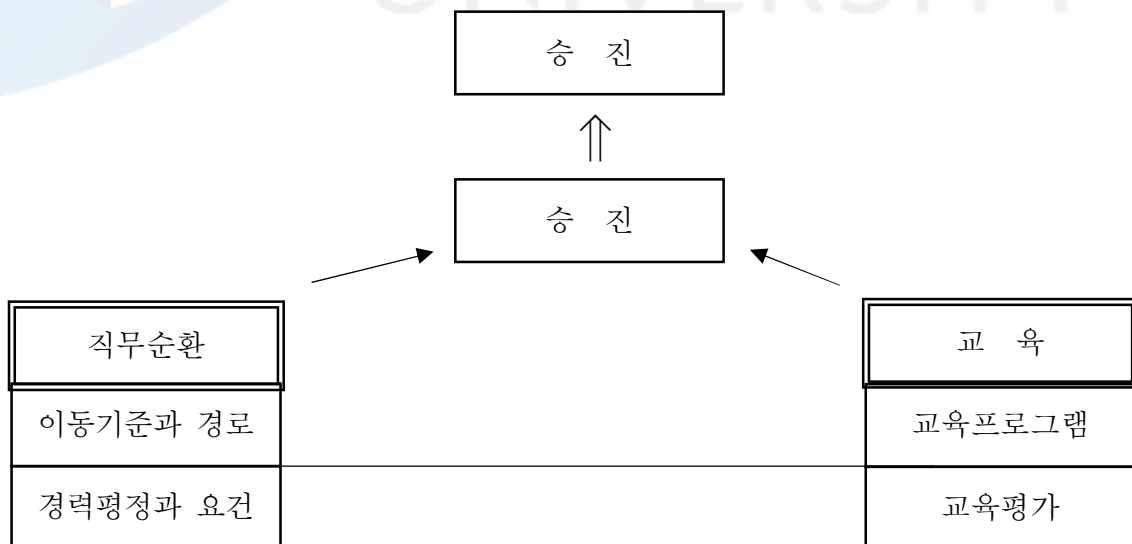 UNIVERSITY
승 진
⇑
승 진
직무순환
교 육
이동기준과 경로
교육프로그램
경력평정과 요건
교육평가